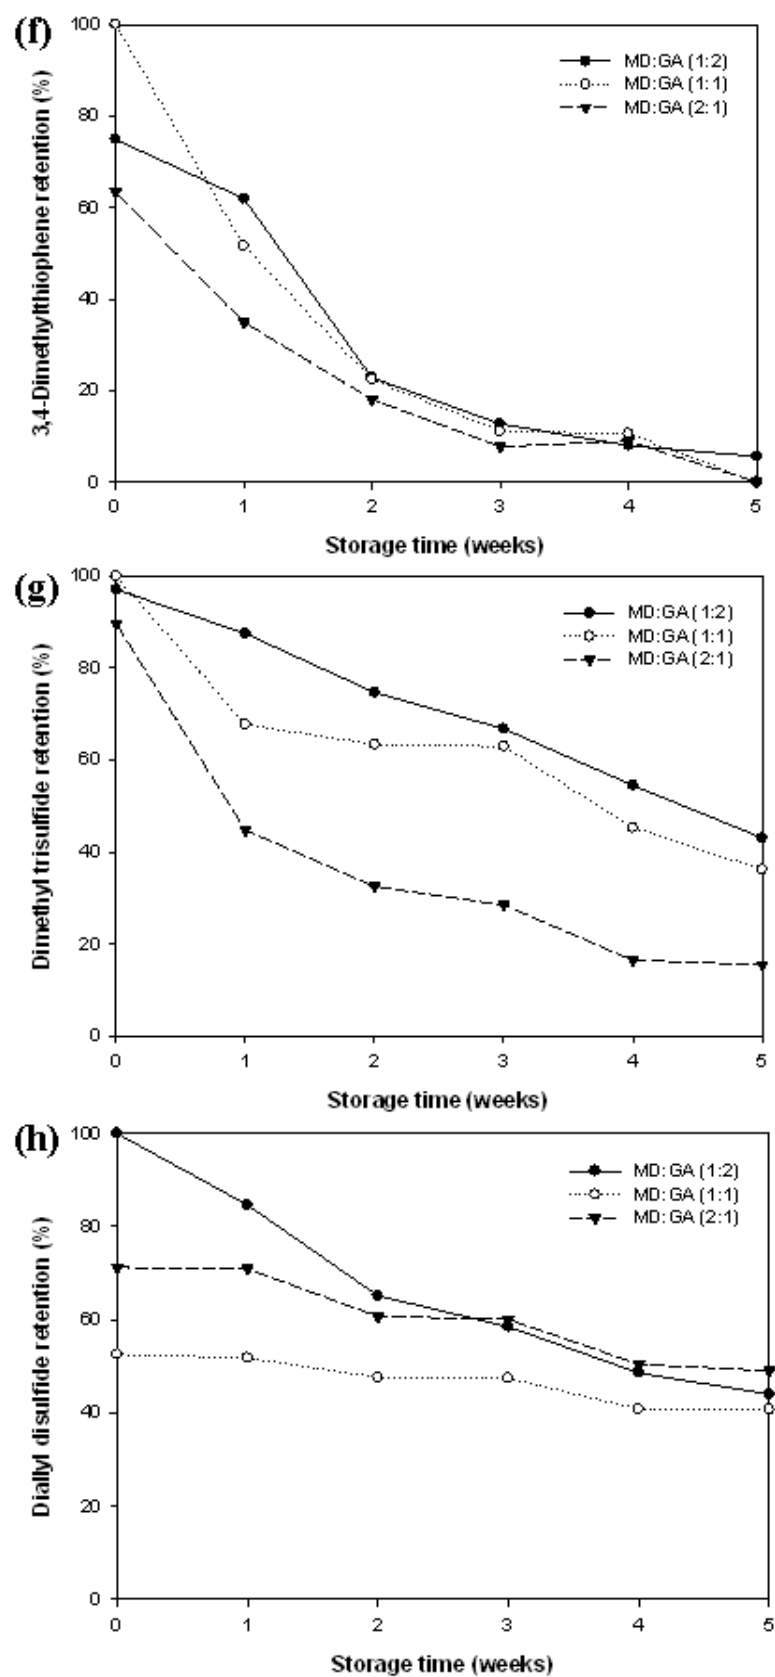 (f)
100
80
60
40
20
0
3,4-Dimethylthiophene retention (%)
MD:GA (1:2)
MD:GA (1:1)
MD:GA (2:1)
0 1 2 3 4 5
Storage time (weeks)
(g)
100
80
60
40
20
0
Dimethyl trisulfide retention (%)
MD:GA (1:2)
MD:GA (1:1)
MD:GA (2:1)
0 1 2 3 4 5
Storage time (weeks)
(h)
100
80
60
40
20
0
Diallyl disulfide retention (%)
MD:GA (1:2)
MD:GA (1:1)
MD:GA (2:1)
0 1 2 3 4 5
Storage time (weeks)